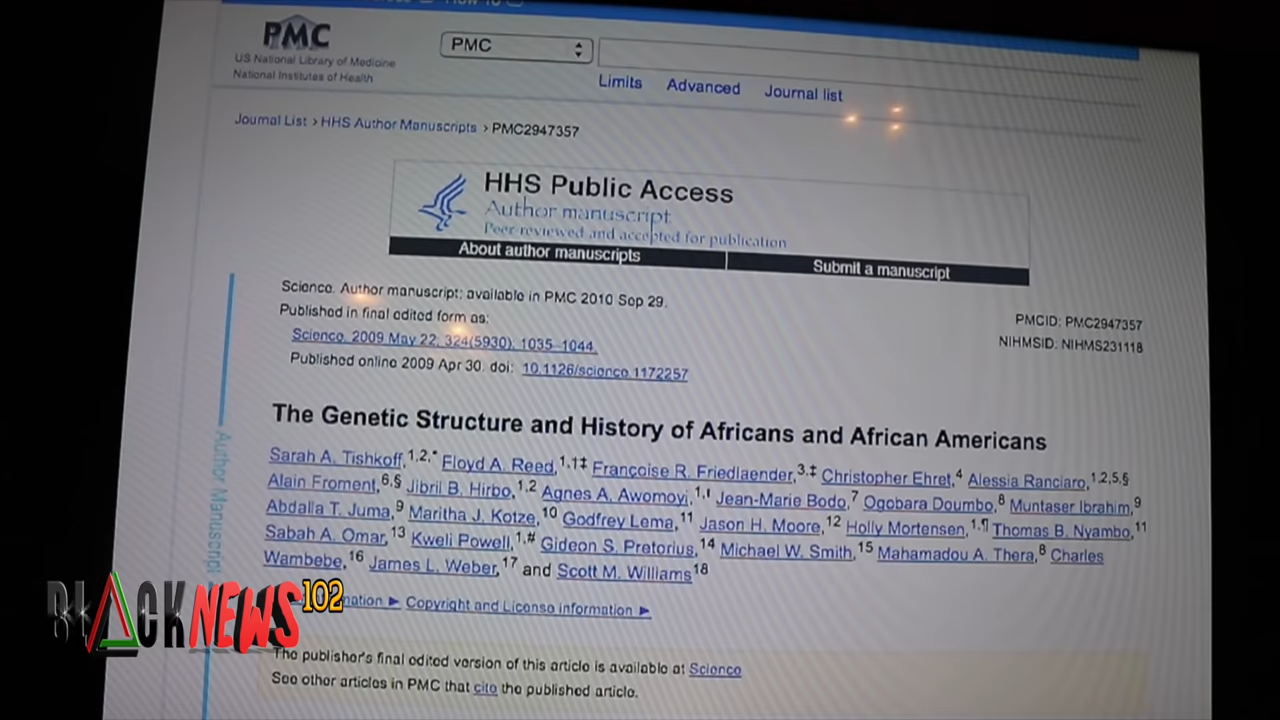 PMC
US National Library of Medicine
National Institutes of Health
PMC
Limits Advanced Journal list
Journal List > HHS Author Manuscripts > PMC2947357
HHS Public Access
Author manuscript
Peer-reviewed and accepted for publication
About author manuscripts Submit a manuscript
Science. Author manuscript; available in PMC 2010 Sep 29.
Published in final edited form as:
Science. 2009 May 22; 324(5930): 1035–1044.
Published online 2009 Apr 30. doi: 10.1126/science.1172257
PMCID: PMC2947357
NIHMSID: NIHMS231118
The Genetic Structure and History of Africans and African Americans
Sarah A. Tishkoff,1,2,* Floyd A. Reed,1,†‡ Françoise R. Friedlaender,3,‡ Christopher Ehret,4 Alessia Ranciaro,1,2,5,§
Alain Froment,6,§ Jibril B. Hirbo,1,2 Agnes A. Awomoyi,1,ǁ Jean-Marie Bodo,7 Ogobara Doumbo,8 Muntaser Ibrahim,9
Abdalla T. Juma,9 Maritha J. Kotze,10 Godfrey Lema,11 Jason H. Moore,12 Holly Mortensen,1,¶ Thomas B. Nyambo,11
Sabah A. Omar,13 Kweli Powell,1,# Gideon S. Pretorius,14 Michael W. Smith,15 Mahamadou A. Thera,8 Charles
Wambebe,16 James L. Weber,17 and Scott M. Williams18
Copyright and License information ►
The publisher's final edited version of this article is available at Science
See other articles in PMC that cite the published article.
Author Manuscript
BLACKNEWS102